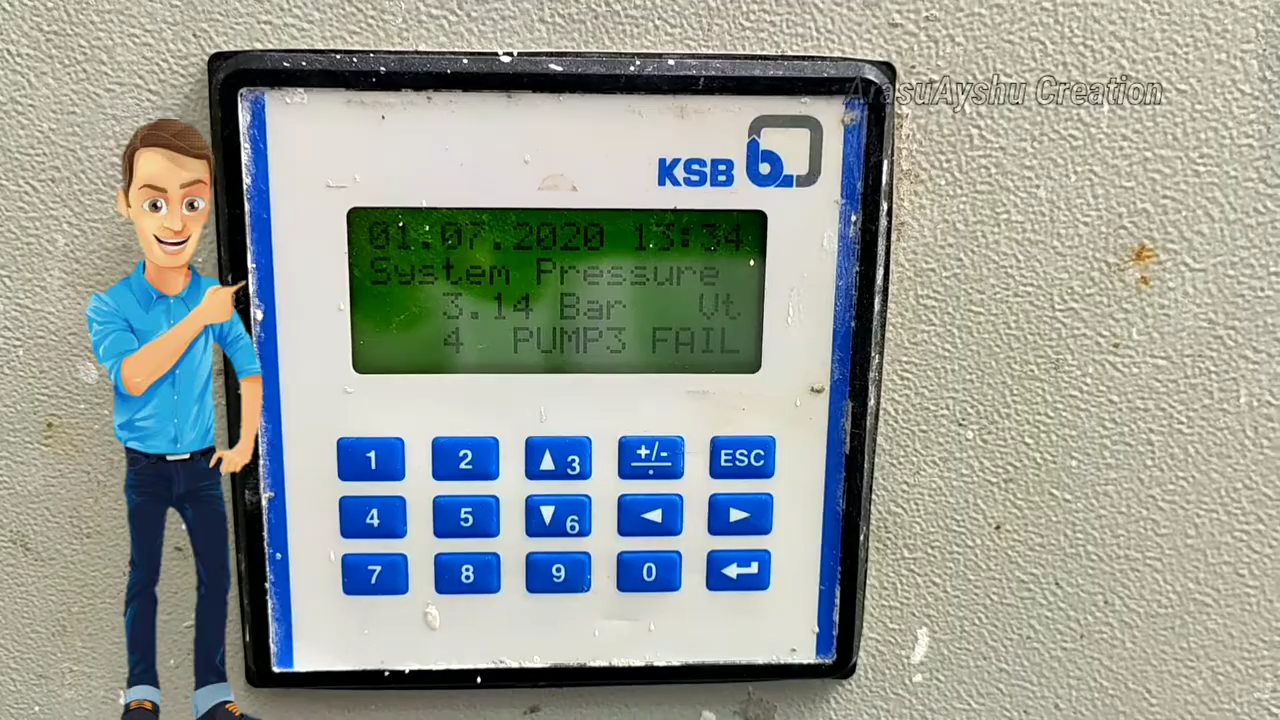 ArasuAyshu Creation
KSB b
01.07.2020 13:34
System Pressure
3.14 Bar Vt
4 PUMP3 FAIL
1 2 ▲3 +/- . ESC
4 5 ▼6 ◄ ►
7 8 9 0 ↵